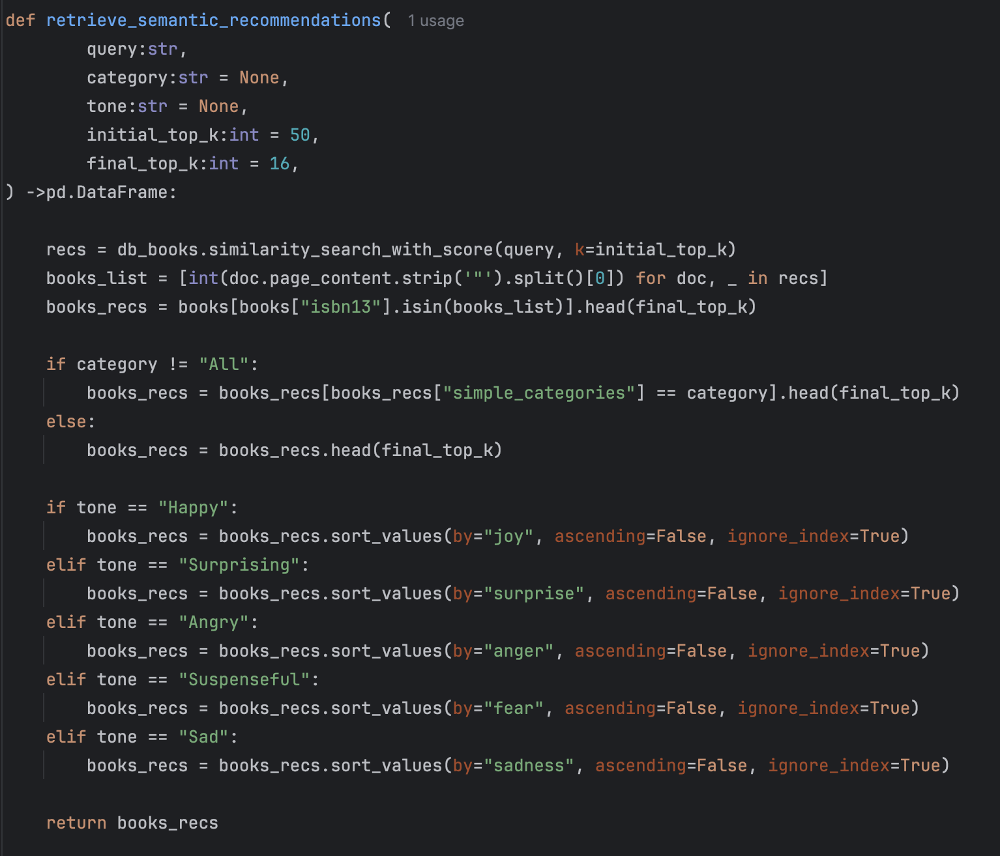 def retrieve_semantic_recommendations( 1 usage
        query:str,
        category:str = None,
        tone:str = None,
        initial_top_k:int = 50,
        final_top_k:int = 16,
) ->pd.DataFrame:

    recs = db_books.similarity_search_with_score(query, k=initial_top_k)
    books_list = [int(doc.page_content.strip('"').split()[0]) for doc, _ in recs]
    books_recs = books[books["isbn13"].isin(books_list)].head(final_top_k)

    if category != "All":
        books_recs = books_recs[books_recs["simple_categories"] == category].head(final_top_k)
    else:
        books_recs = books_recs.head(final_top_k)

    if tone == "Happy":
        books_recs = books_recs.sort_values(by="joy", ascending=False, ignore_index=True)
    elif tone == "Surprising":
        books_recs = books_recs.sort_values(by="surprise", ascending=False, ignore_index=True)
    elif tone == "Angry":
        books_recs = books_recs.sort_values(by="anger", ascending=False, ignore_index=True)
    elif tone == "Suspenseful":
        books_recs = books_recs.sort_values(by="fear", ascending=False, ignore_index=True)
    elif tone == "Sad":
        books_recs = books_recs.sort_values(by="sadness", ascending=False, ignore_index=True)

    return books_recs